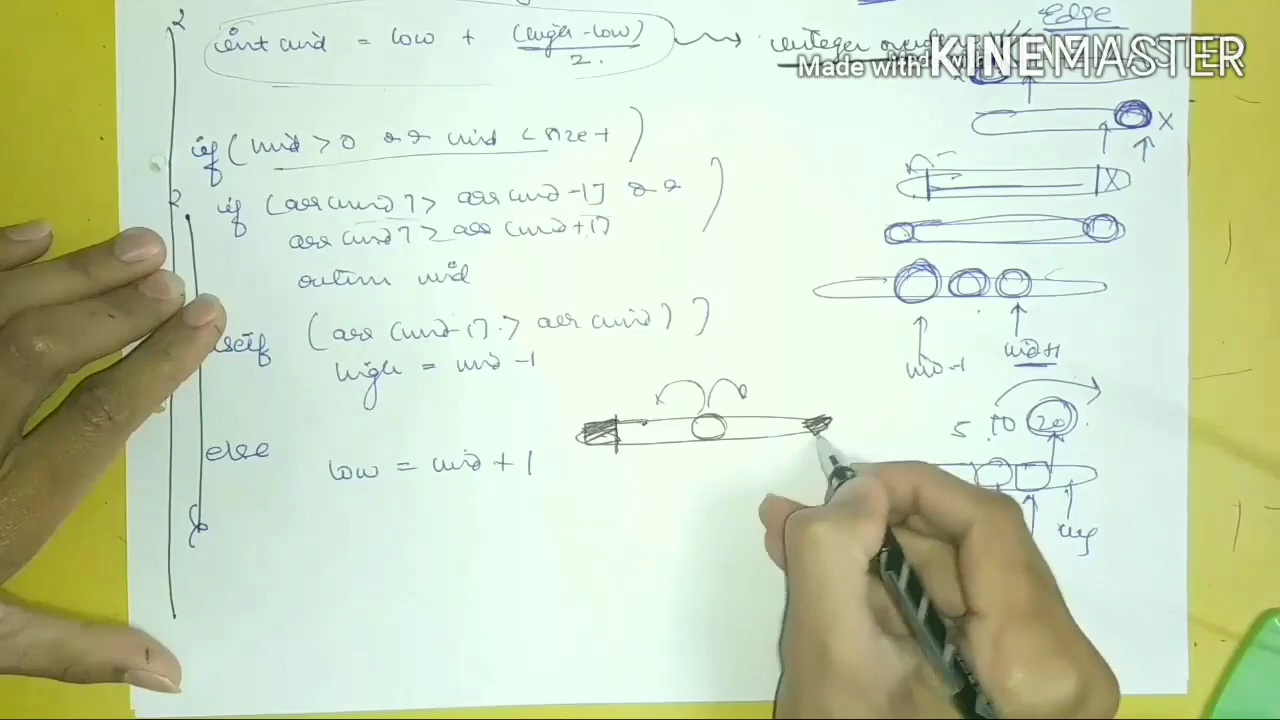 int mid = low + (high - low) / 2.
integer
Edge
Made with KINEMASTER
if ( mid > 0 && mid < size-1 )
if (arr[mid] > arr[mid-1] &&
arr[mid] > arr[mid+1] )
return mid
else if (arr[mid-1] > arr[mid])
high = mid - 1
else
low = mid + 1
X
X
mid-1
mid+1
5 10 20